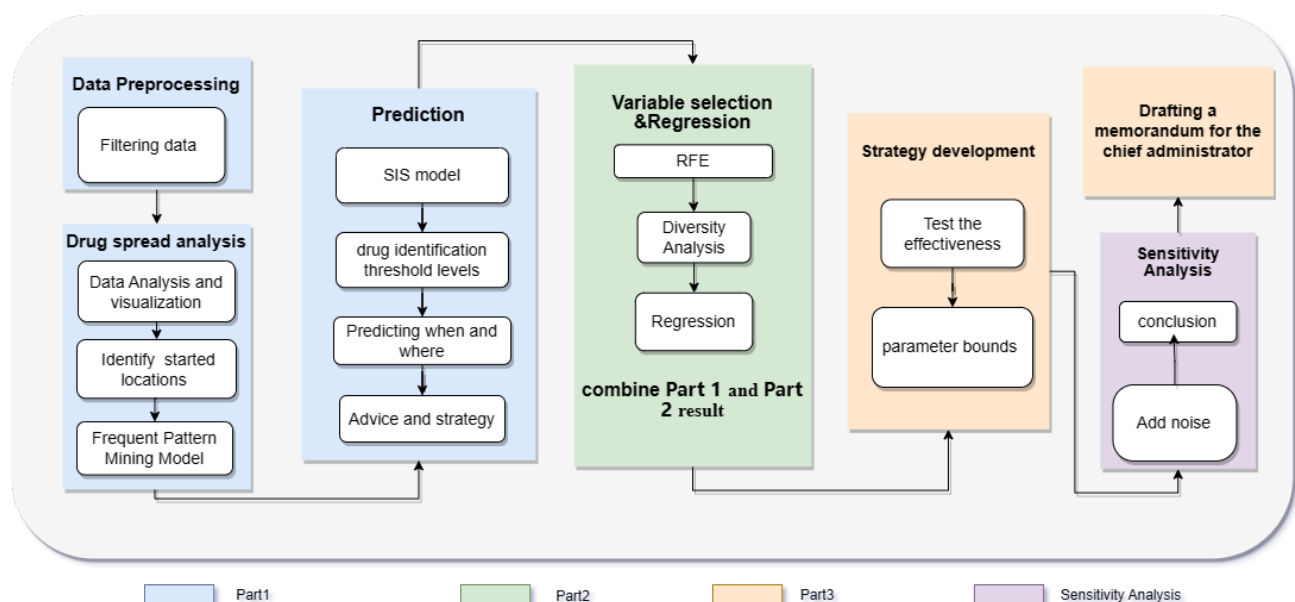 Data Preprocessing
Filtering data
Drug spread analysis
Data Analysis and
visualization
Identify started
locations
Frequent Pattern
Mining Model
Prediction
SIS model
drug identification
threshold levels
Predicting when and
where
Advice and strategy
Variable selection
&Regression
RFE
Diversity
Analysis
Regression
combine Part 1 and Part
2 result
Strategy development
Test the
effectiveness
parameter bounds
Drafting a
memorandum for the
chief administrator
Sensitivity
Analysis
conclusion
Add noise
Part1
Part2
Part3
Sensitivity Analysis